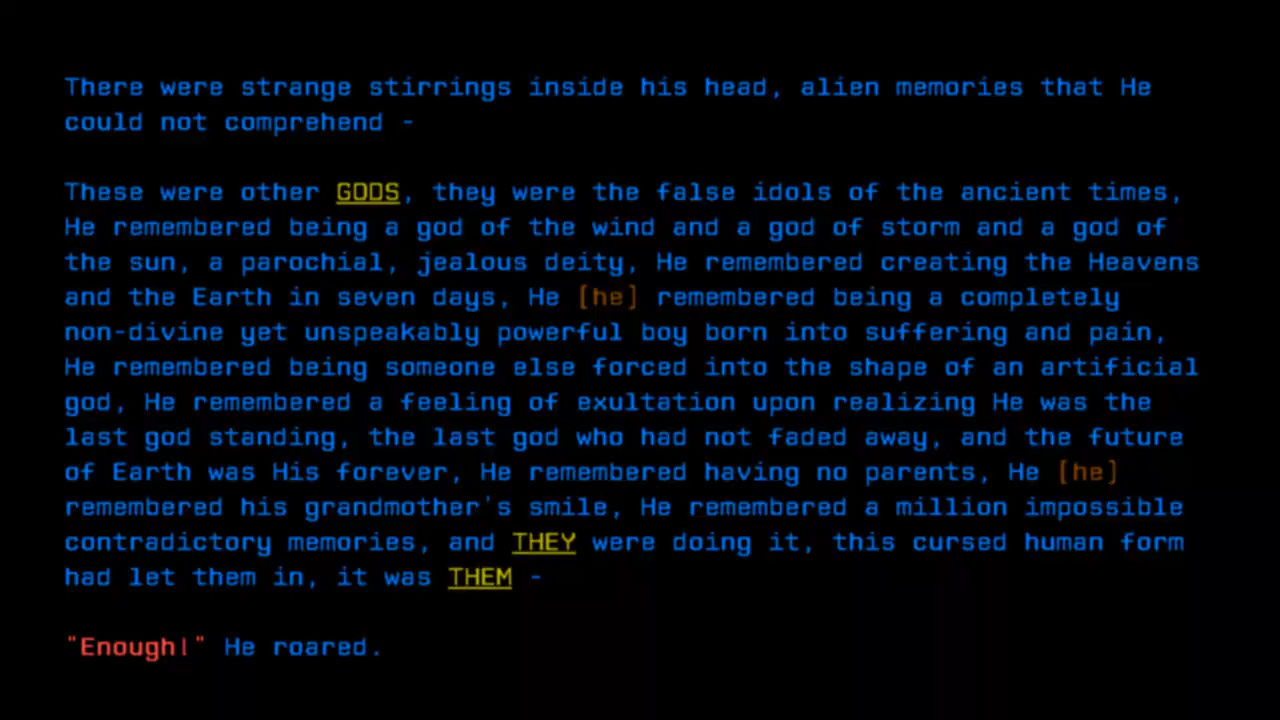 There were strange stirrings inside his head, alien memories that He
could not comprehend -
These were other GODS, they were the false idols of the ancient times,
He remembered being a god of the wind and a god of storm and a god of
the sun, a parochial, jealous deity, He remembered creating the Heavens
and the Earth in seven days, He [he] remembered being a completely
non-divine yet unspeakably powerful boy born into suffering and pain,
He remembered being someone else forced into the shape of an artificial
god, He remembered a feeling of exultation upon realizing He was the
last god standing, the last god who had not faded away, and the future
of Earth was His forever, He remembered having no parents, He [he]
remembered his grandmother's smile, He remembered a million impossible
contradictory memories, and THEY were doing it, this cursed human form
had let them in, it was THEM -
"Enough!" He roared.